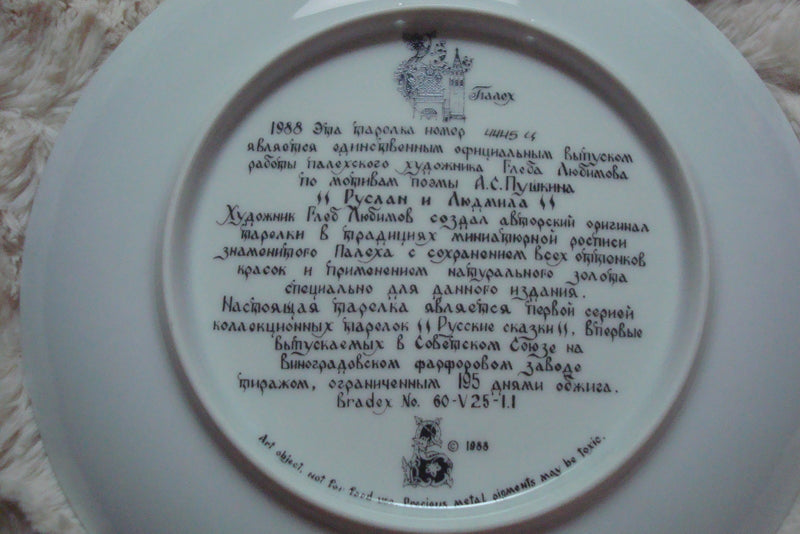 Палех
1988 Эта тарелка номер 4445 Ч
является единственным официальным выпуском
работы палехского художника Глеба Любимова
по мотивам поэмы А.С.Пушкина
"Руслан и Людмила"
Художник Глеб Любимов создал авторский оригинал
тарелки в традициях миниатюрной росписи
знаменитого Палеха с сохранением всех оттенков
красок и применением натурального золота
специально для данного издания.
Настоящая тарелка является первой серией
коллекционных тарелок "Русские сказки", впервые
выпускаемых в Советском Союзе на
Виноградовском фарфоровом заводе
тиражом, ограниченным 195 днями обжига.
Bradex No. 60-V25-1.1
© 1988
Art object, not for food use. Precious metal pigments may be toxic.